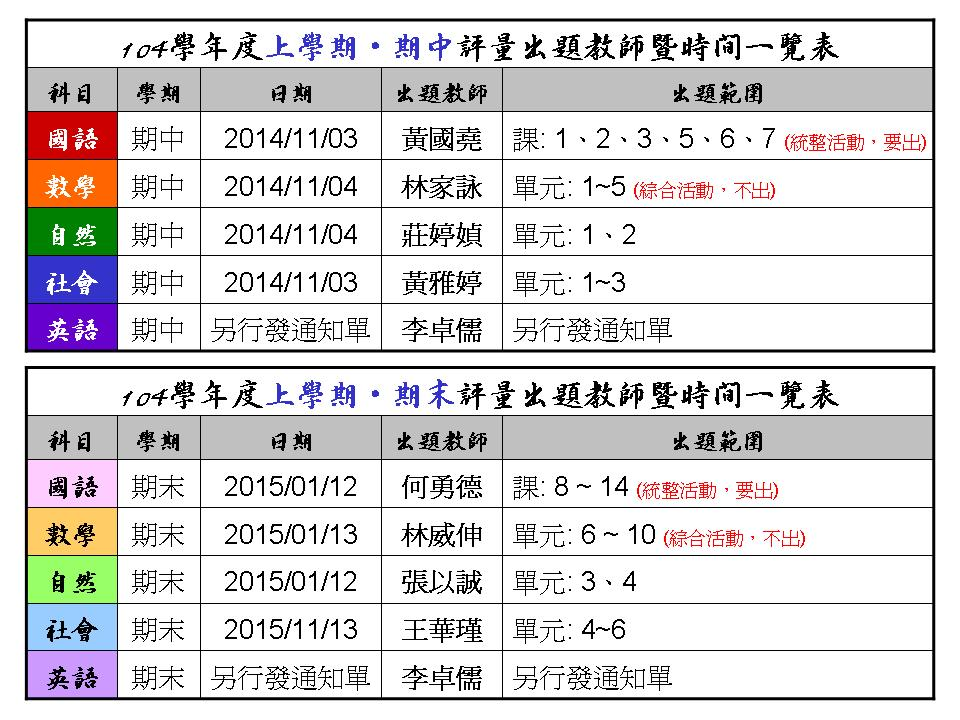 104學年度上學期‧期中評量出題教師暨時間一覽表
科目 學期 日期 出題教師 出題範圍
國語 期中 2014/11/03 黃國堯 課: 1、2、3、5、6、7 (統整活動，要出)
數學 期中 2014/11/04 林家詠 單元: 1~5 (綜合活動，不出)
自然 期中 2014/11/04 莊婷媜 單元: 1、2
社會 期中 2014/11/03 黃雅婷 單元: 1~3
英語 期中 另行發通知單 李卓儒 另行發通知單
104學年度上學期‧期末評量出題教師暨時間一覽表
科目 學期 日期 出題教師 出題範圍
國語 期末 2015/01/12 何勇德 課: 8 ~ 14 (統整活動，要出)
數學 期末 2015/01/13 林威伸 單元: 6 ~ 10 (綜合活動，不出)
自然 期末 2015/01/12 張以誠 單元: 3、4
社會 期末 2015/11/13 王華瑾 單元: 4~6
英語 期末 另行發通知單 李卓儒 另行發通知單